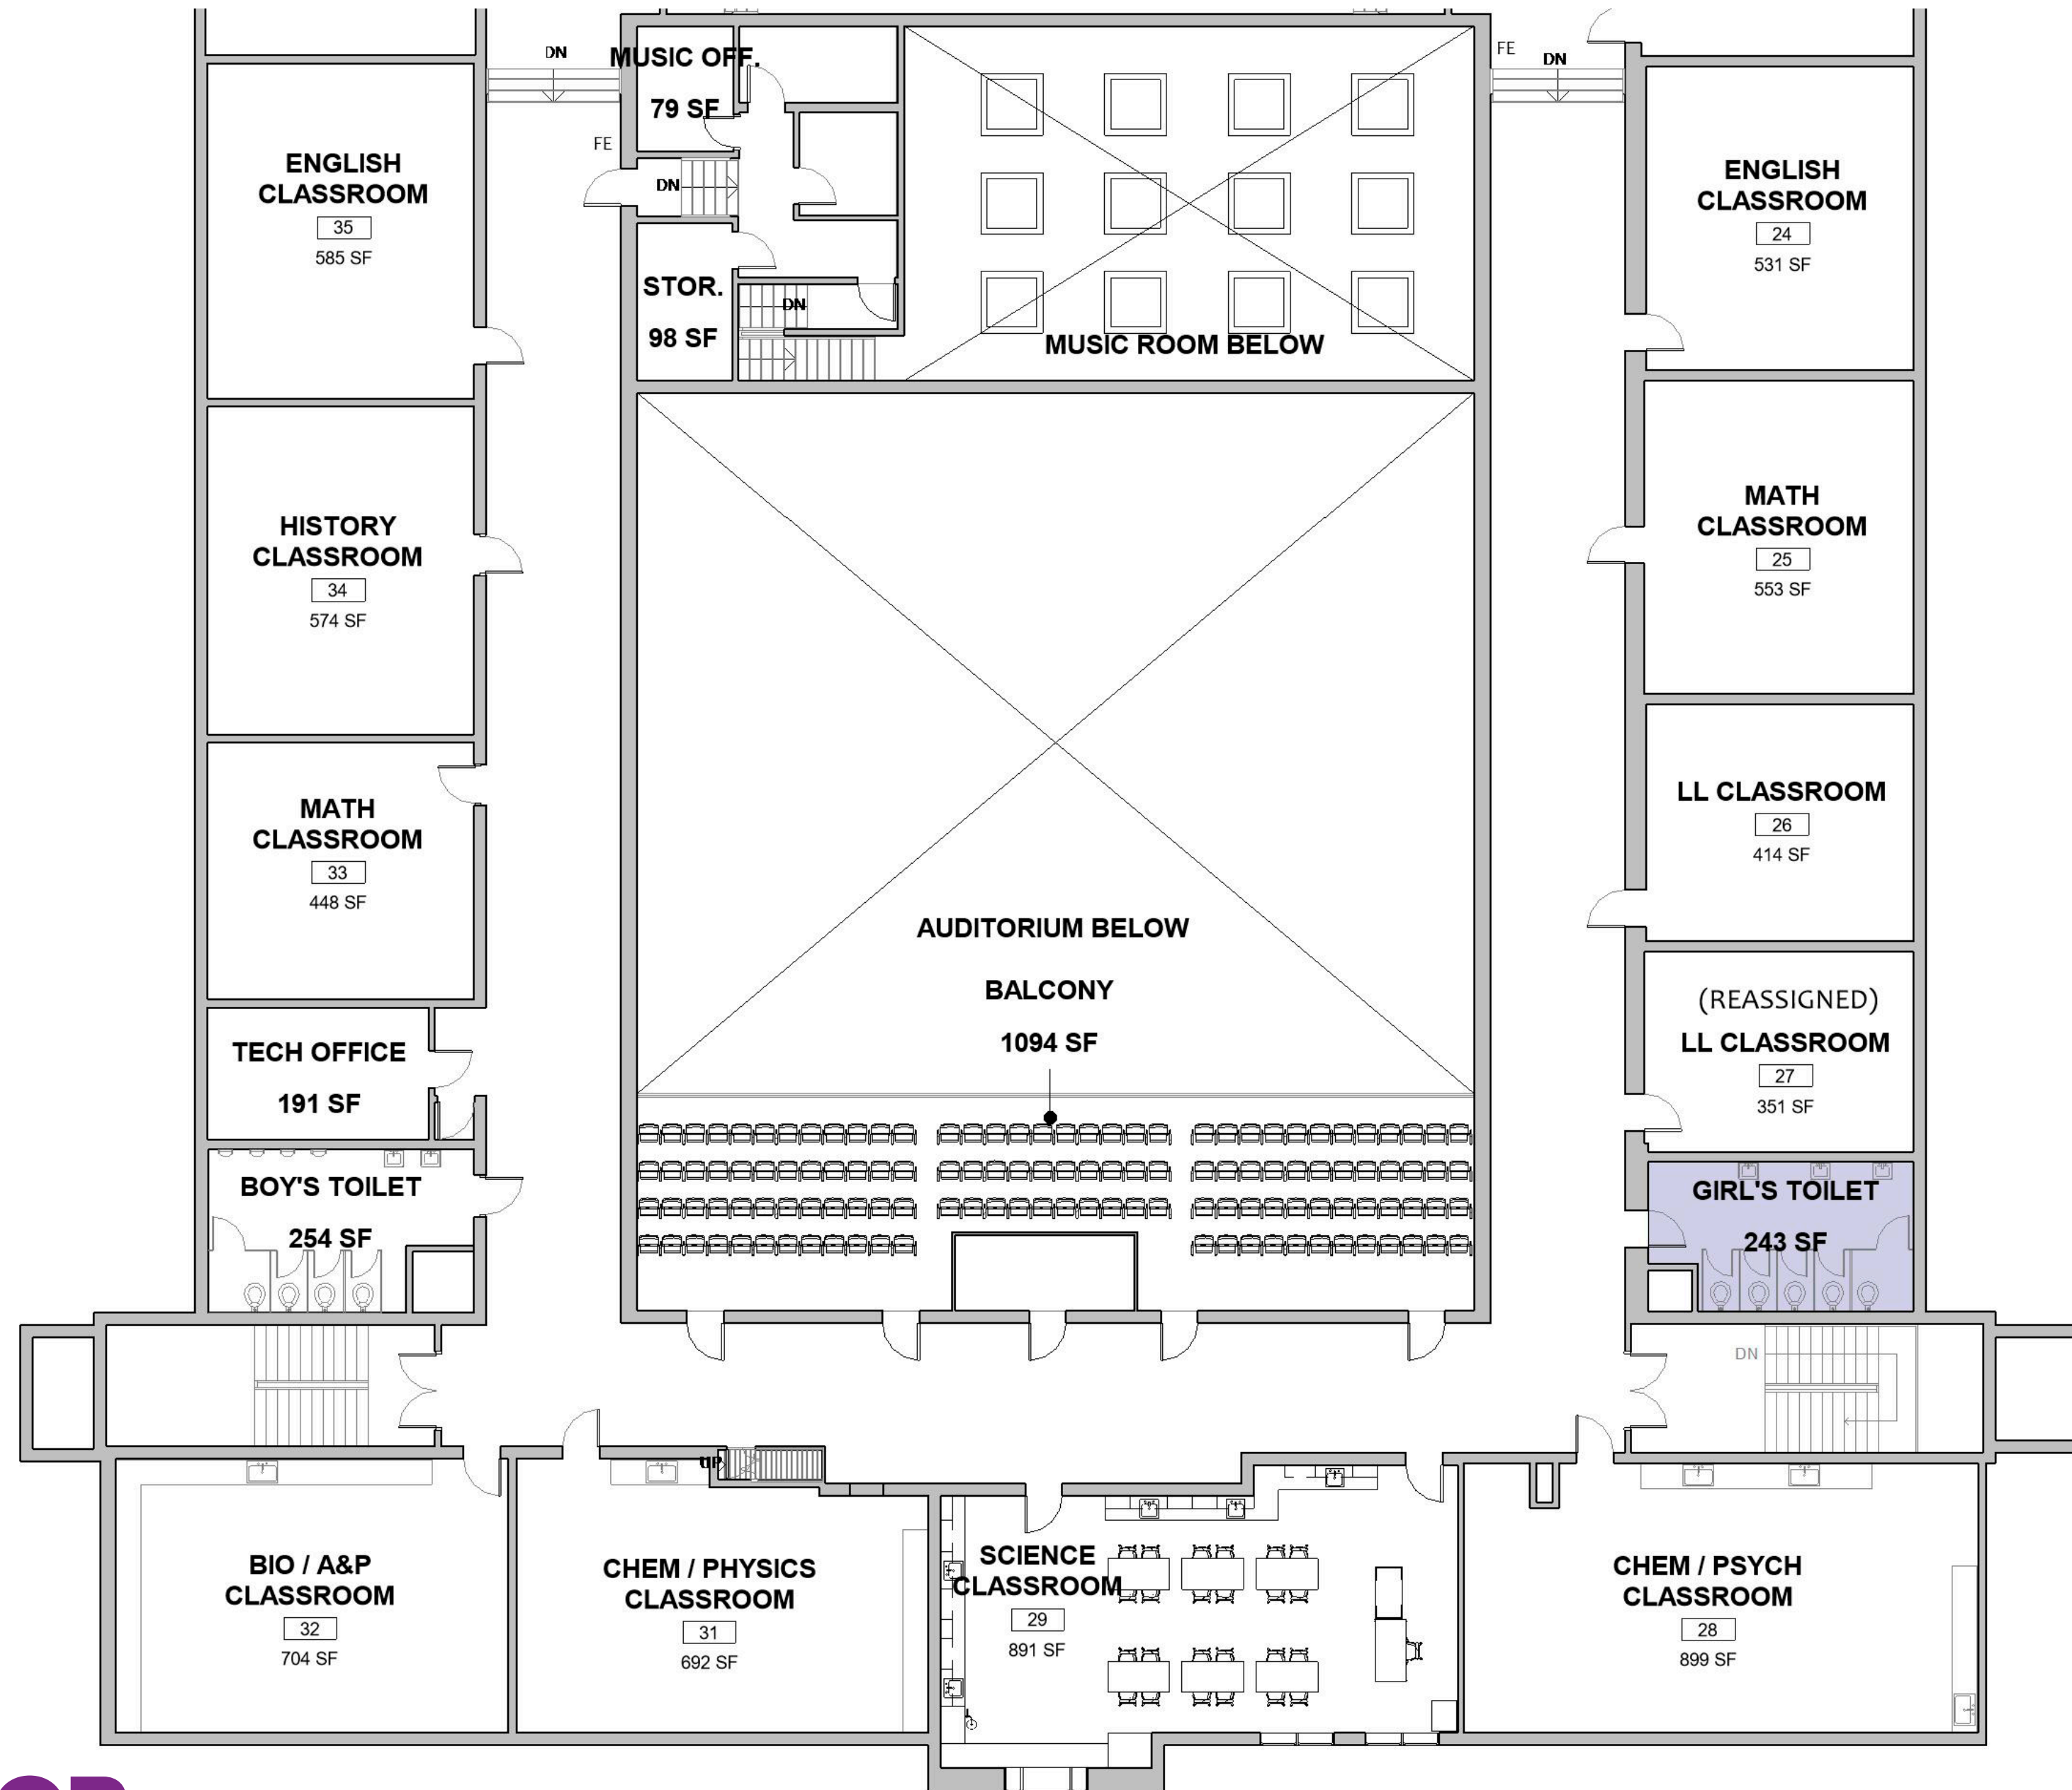 DN
MUSIC OFF.
79 SF
FE
DN
FE
DN
ENGLISH
CLASSROOM
35
585 SF
STOR.
98 SF
DN
MUSIC ROOM BELOW
ENGLISH
CLASSROOM
24
531 SF
HISTORY
CLASSROOM
34
574 SF
MATH
CLASSROOM
25
553 SF
MATH
CLASSROOM
33
448 SF
LL CLASSROOM
26
414 SF
AUDITORIUM BELOW
BALCONY
1094 SF
TECH OFFICE
191 SF
(REASSIGNED)
LL CLASSROOM
27
351 SF
BOY'S TOILET
254 SF
GIRL'S TOILET
243 SF
DN
UP
BIO / A&P
CLASSROOM
32
704 SF
CHEM / PHYSICS
CLASSROOM
31
692 SF
SCIENCE
CLASSROOM
29
891 SF
CHEM / PSYCH
CLASSROOM
28
899 SF